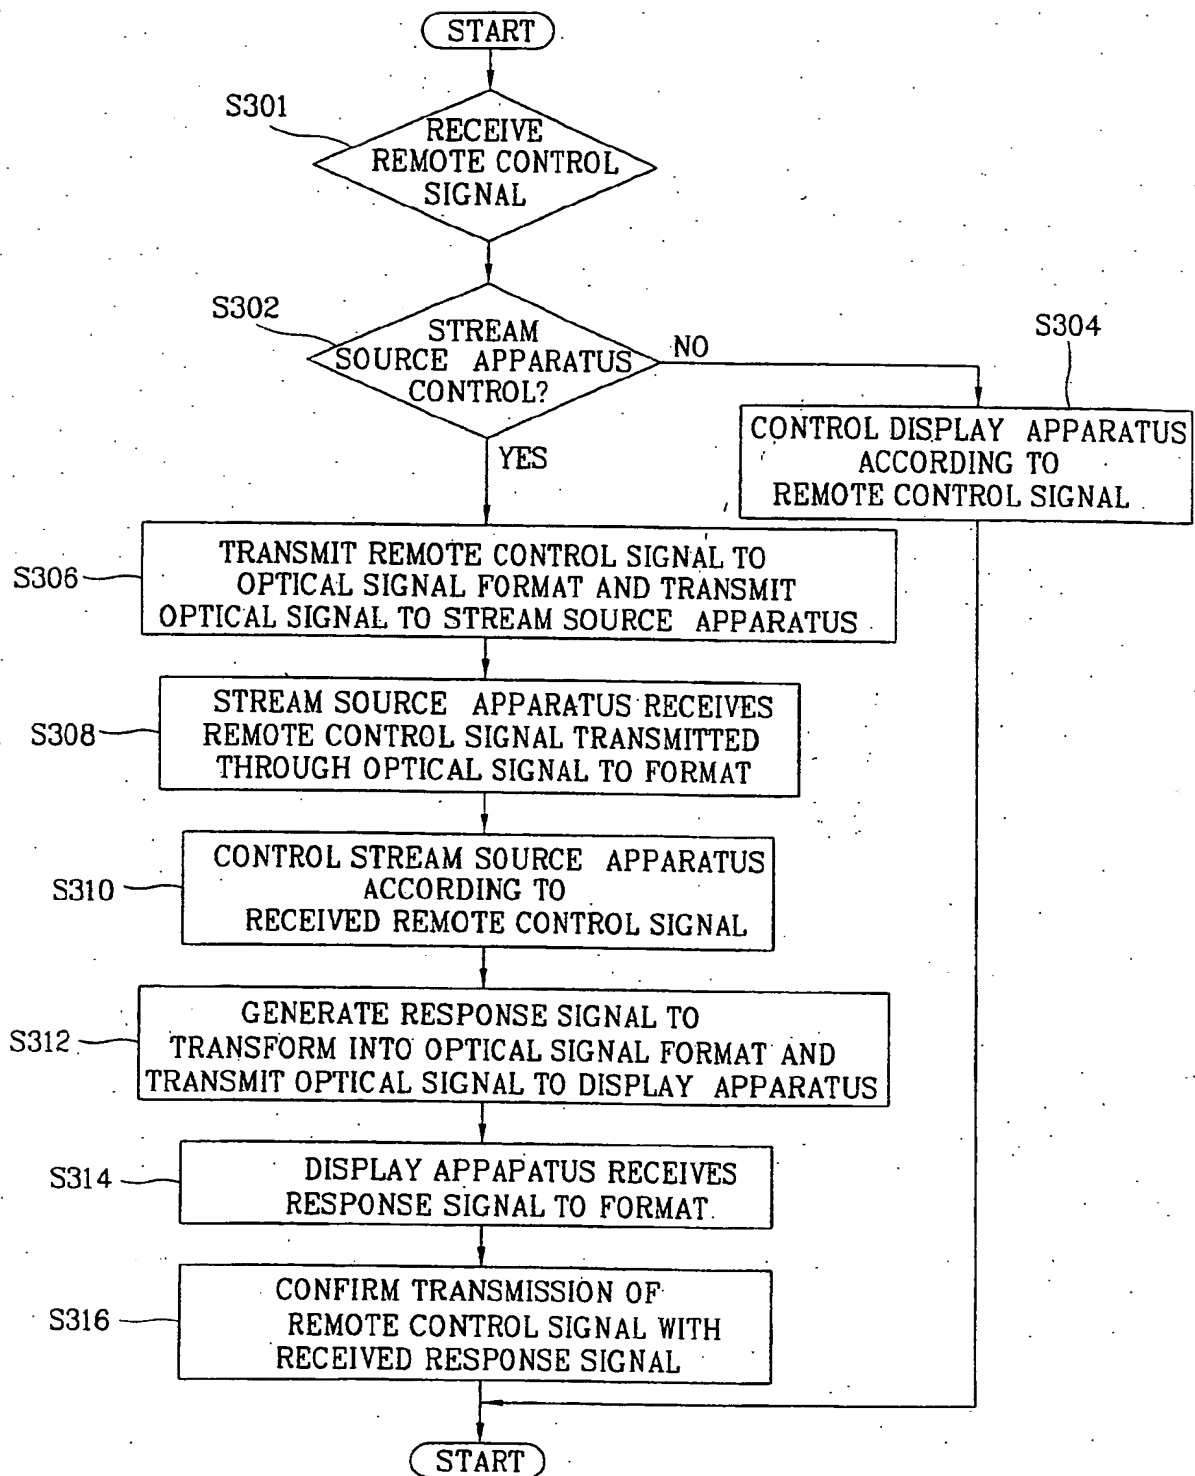 START
S301
RECEIVE
REMOTE CONTROL
SIGNAL
S302
STREAM
SOURCE APPARATUS
CONTROL?
NO
YES
S304
CONTROL DISPLAY APPARATUS
ACCORDING TO
REMOTE CONTROL SIGNAL
S306
TRANSMIT REMOTE CONTROL SIGNAL TO
OPTICAL SIGNAL FORMAT AND TRANSMIT
OPTICAL SIGNAL TO STREAM SOURCE APPARATUS
S308
STREAM SOURCE APPARATUS RECEIVES
REMOTE CONTROL SIGNAL TRANSMITTED
THROUGH OPTICAL SIGNAL TO FORMAT
S310
CONTROL STREAM SOURCE APPARATUS
ACCORDING TO
RECEIVED REMOTE CONTROL SIGNAL
S312
GENERATE RESPONSE SIGNAL TO
TRANSFORM INTO OPTICAL SIGNAL FORMAT AND
TRANSMIT OPTICAL SIGNAL TO DISPLAY APPARATUS
S314
DISPLAY APPAPATUS RECEIVES
RESPONSE SIGNAL TO FORMAT
S316
CONFIRM TRANSMISSION OF
REMOTE CONTROL SIGNAL WITH
RECEIVED RESPONSE SIGNAL
START